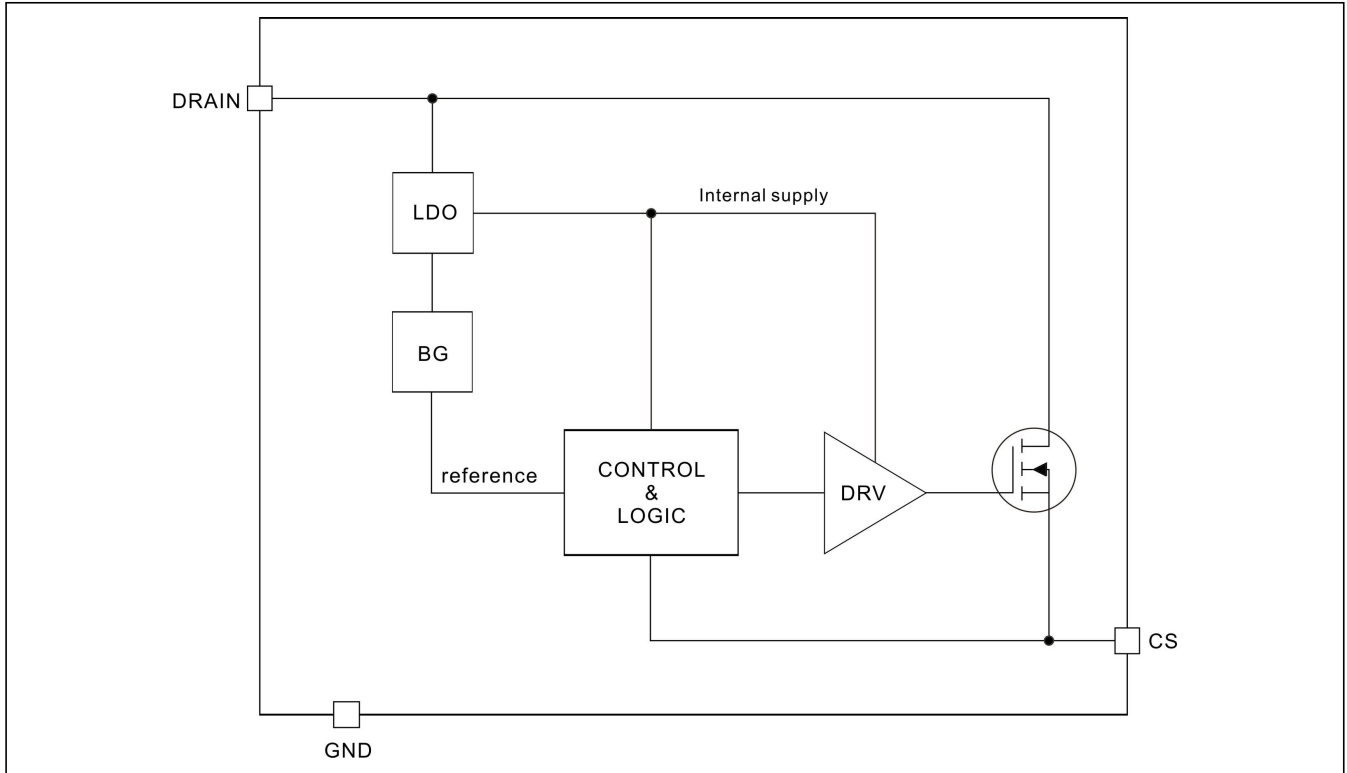 DRAIN
LDO
Internal supply
BG
reference
CONTROL
&
LOGIC
DRV
CS
GND